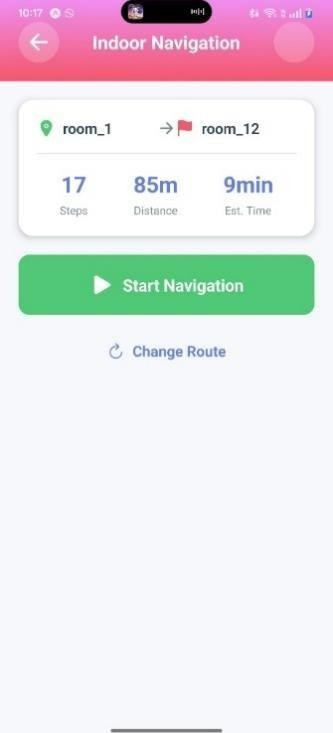 10:17
Indoor Navigation
room_1 → room_12
17 85m 9min
Steps Distance Est. Time
Start Navigation
Change Route